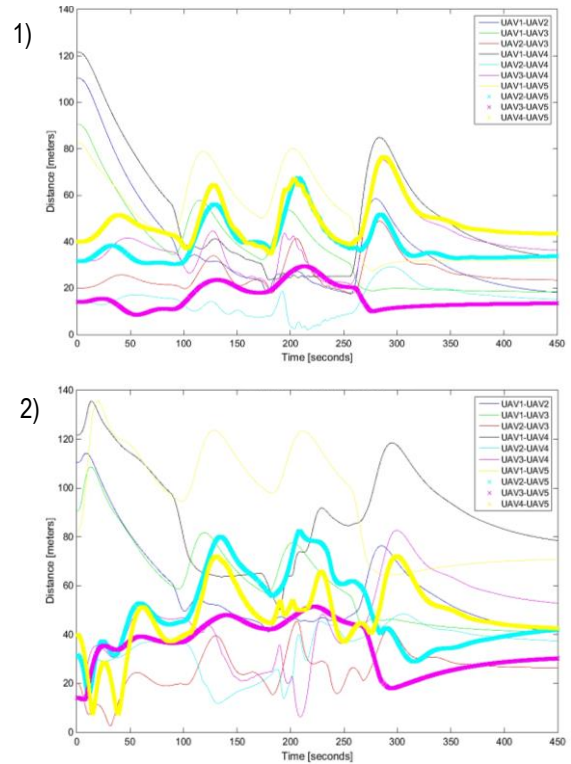 1)
140
120
100
80
60
40
20
0
Distance [meters]
0 50 100 150 200 250 300 350 400 450
Time [seconds]
UAV1-UAV2
UAV1-UAV3
UAV2-UAV3
UAV1-UAV4
UAV2-UAV4
UAV3-UAV4
UAV1-UAV5
UAV2-UAV5
UAV3-UAV5
UAV4-UAV5
2)
140
120
100
80
60
40
20
0
Distance [meters]
0 50 100 150 200 250 300 350 400 450
Time [seconds]
UAV1-UAV2
UAV1-UAV3
UAV2-UAV3
UAV1-UAV4
UAV2-UAV4
UAV3-UAV4
UAV1-UAV5
UAV2-UAV5
UAV3-UAV5
UAV4-UAV5